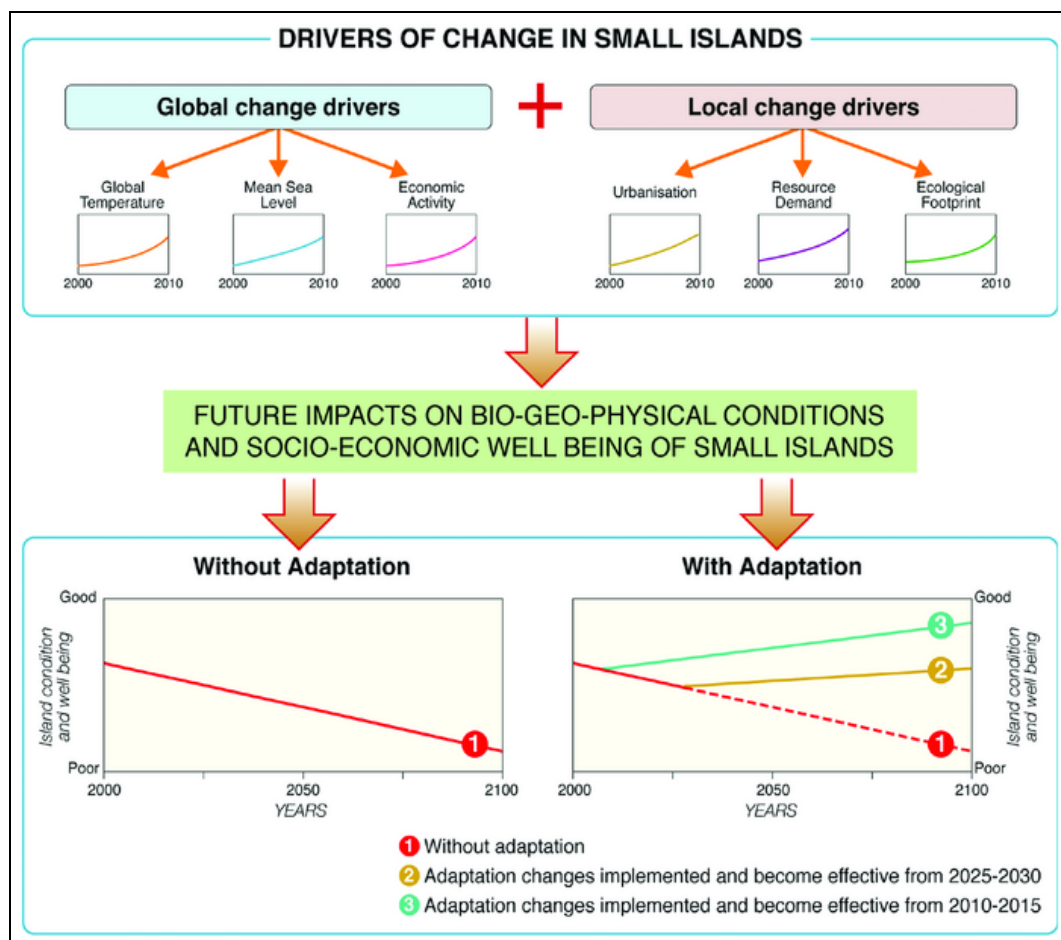 DRIVERS OF CHANGE IN SMALL ISLANDS
Global change drivers
+
Local change drivers
Global
Temperature
2000 2010
Mean Sea
Level
2000 2010
Economic
Activity
2000 2010
Urbanisation
2000 2010
Resource
Demand
2000 2010
Ecological
Footprint
2000 2010
FUTURE IMPACTS ON BIO-GEO-PHYSICAL CONDITIONS
AND SOCIO-ECONOMIC WELL BEING OF SMALL ISLANDS
Without Adaptation
Good
Island condition
and well being
Poor
1
2000 2050 2100
YEARS
With Adaptation
Good
Island condition
and well being
Poor
3
2
1
2000 2050 2100
YEARS
1 Without adaptation
2 Adaptation changes implemented and become effective from 2025-2030
3 Adaptation changes implemented and become effective from 2010-2015